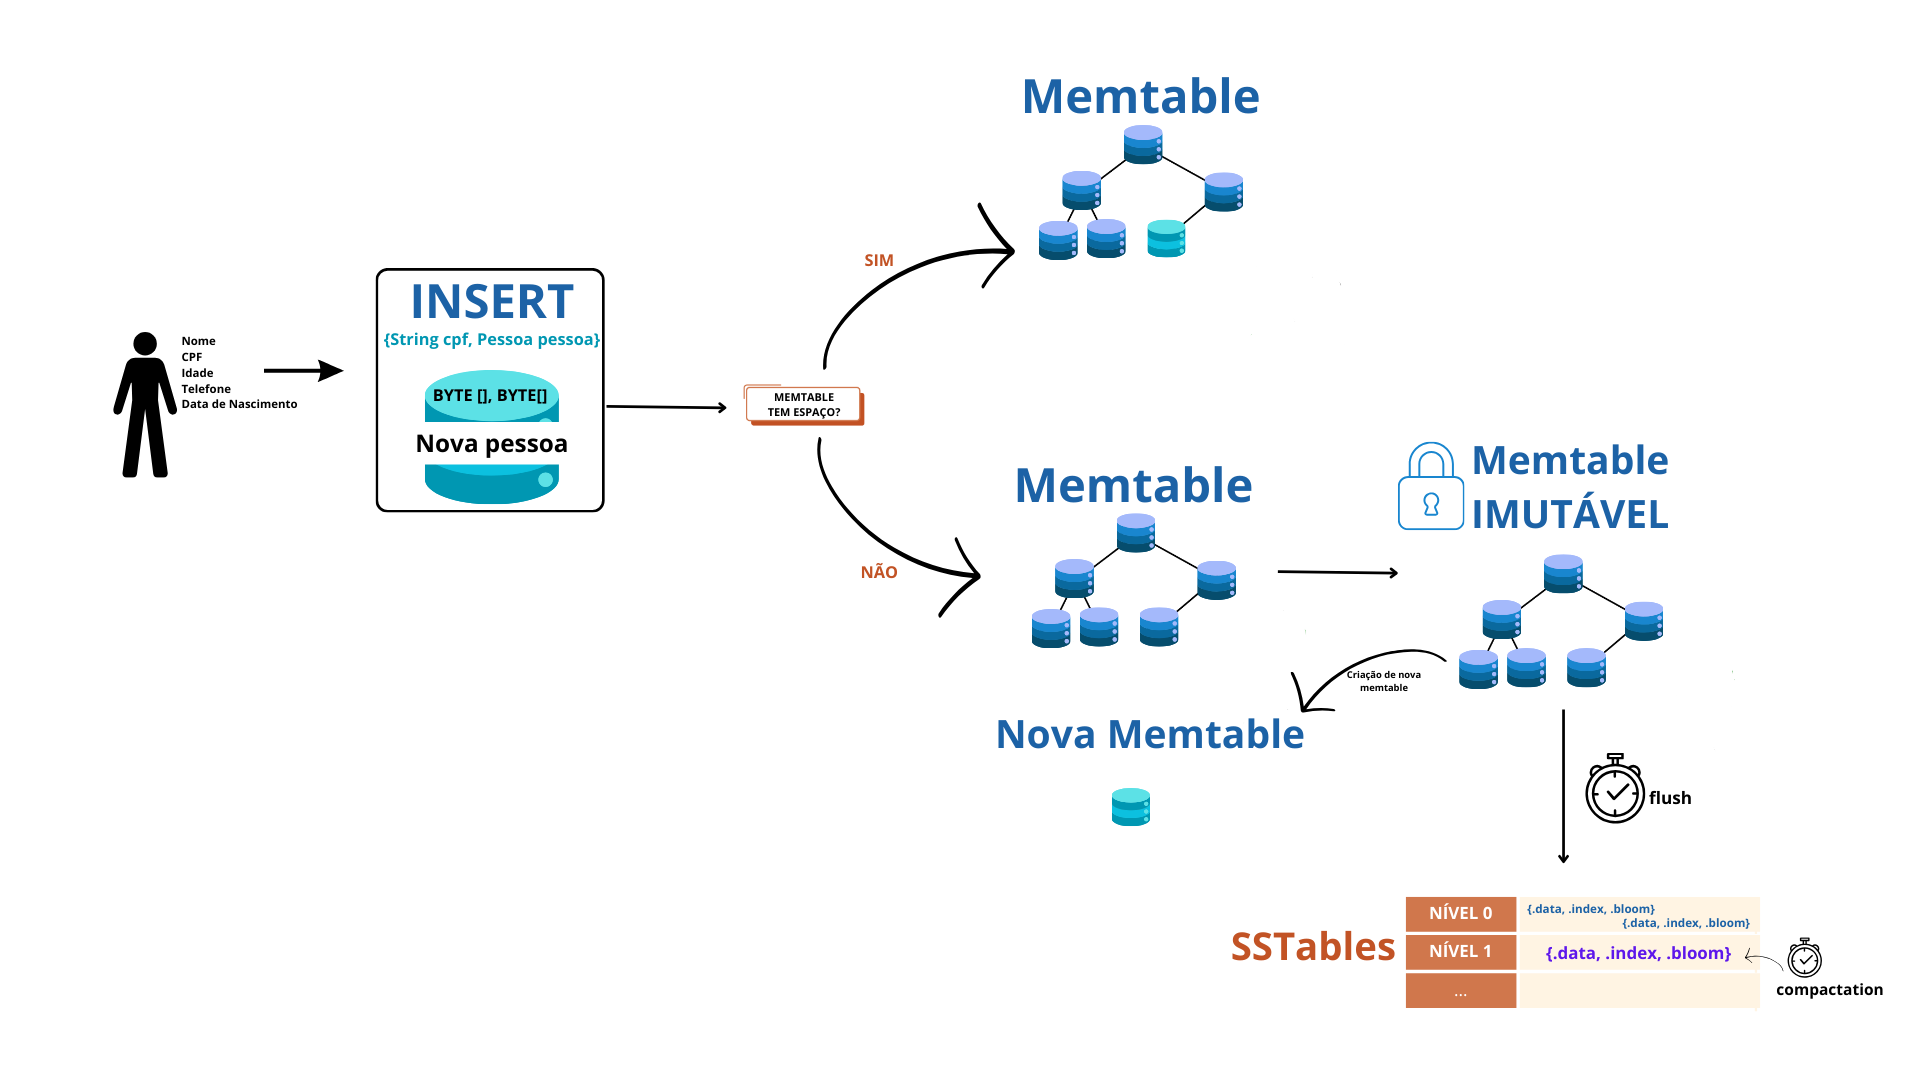 Nome
CPF
Idade
Telefone
Data de Nascimento
INSERT
{String cpf, Pessoa pessoa}
BYTE [], BYTE[]
Nova pessoa
MEMTABLE
TEM ESPAÇO?
SIM
Memtable
NÃO
Memtable
Memtable
IMUTÁVEL
Criação de nova
memtable
Nova Memtable
flush
SSTables
NÍVEL 0
{.data, .index, .bloom}
{.data, .index, .bloom}
NÍVEL 1
{.data, .index, .bloom}
...
compactation